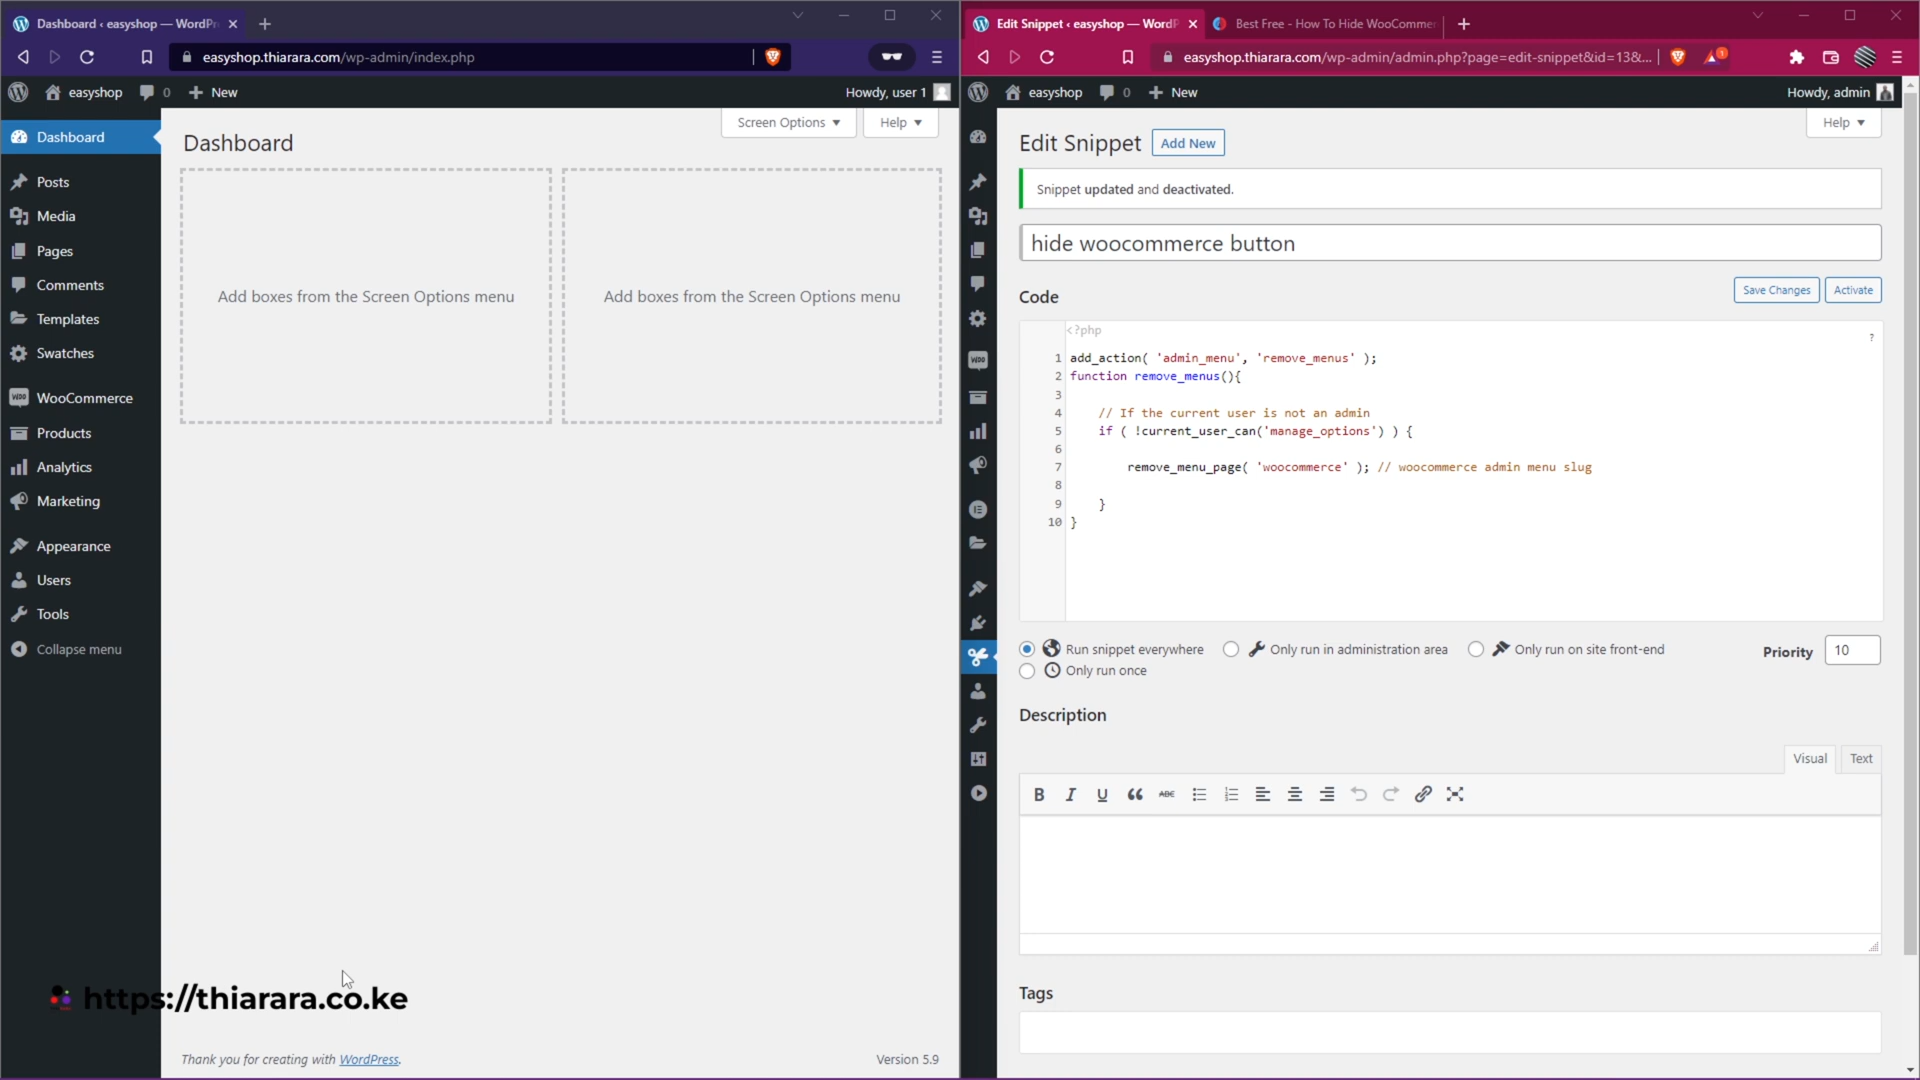 Dashboard ‹ easyshop — WordPr
easyshop.thiarara.com/wp-admin/index.php
easyshop
0
New
Howdy, user 1
Dashboard
Posts
Media
Pages
Comments
Templates
Swatches
WooCommerce
Products
Analytics
Marketing
Appearance
Users
Tools
Collapse menu
Dashboard
Screen Options
Help
Add boxes from the Screen Options menu
Add boxes from the Screen Options menu
https://thiarara.co.ke
Thank you for creating with WordPress.
Version 5.9
Edit Snippet ‹ easyshop — WordP
Best Free - How To Hide WooComme
easyshop.thiarara.com/wp-admin/admin.php?page=edit-snippet&id=13&...
1
easyshop
0
New
Howdy, admin
Help
Edit Snippet
Add New
Snippet updated and deactivated.
hide woocommerce button
Code
Save Changes
Activate
<?php
?
1 add_action( 'admin_menu', 'remove_menus' );
2 function remove_menus(){
3
4 // If the current user is not an admin
5 if ( !current_user_can('manage_options') ) {
6
7 remove_menu_page( 'woocommerce' ); // woocommerce admin menu slug
8
9 }
10 }
Run snippet everywhere
Only run in administration area
Only run on site front-end
Only run once
Priority
10
Description
Visual
Text
B I U ABC
Tags